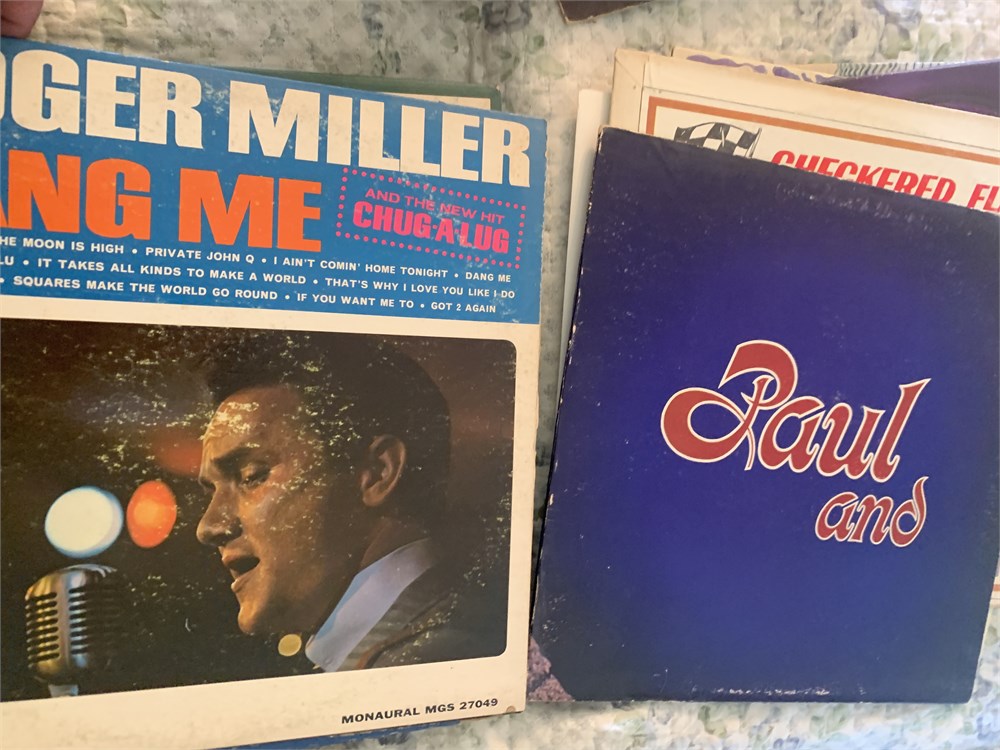 OGER MILLER
ANG ME
AND THE NEW HIT
CHUG-A-LUG
HE MOON IS HIGH • PRIVATE JOHN Q • I AIN'T COMIN' HOME TONIGHT • DANG ME
LU • IT TAKES ALL KINDS TO MAKE A WORLD • THAT'S WHY I LOVE YOU LIKE I DO
• SQUARES MAKE THE WORLD GO ROUND • IF YOU WANT ME TO • GOT 2 AGAIN
MONAURAL MGS 27049
CHECKERED FL
Paul
and